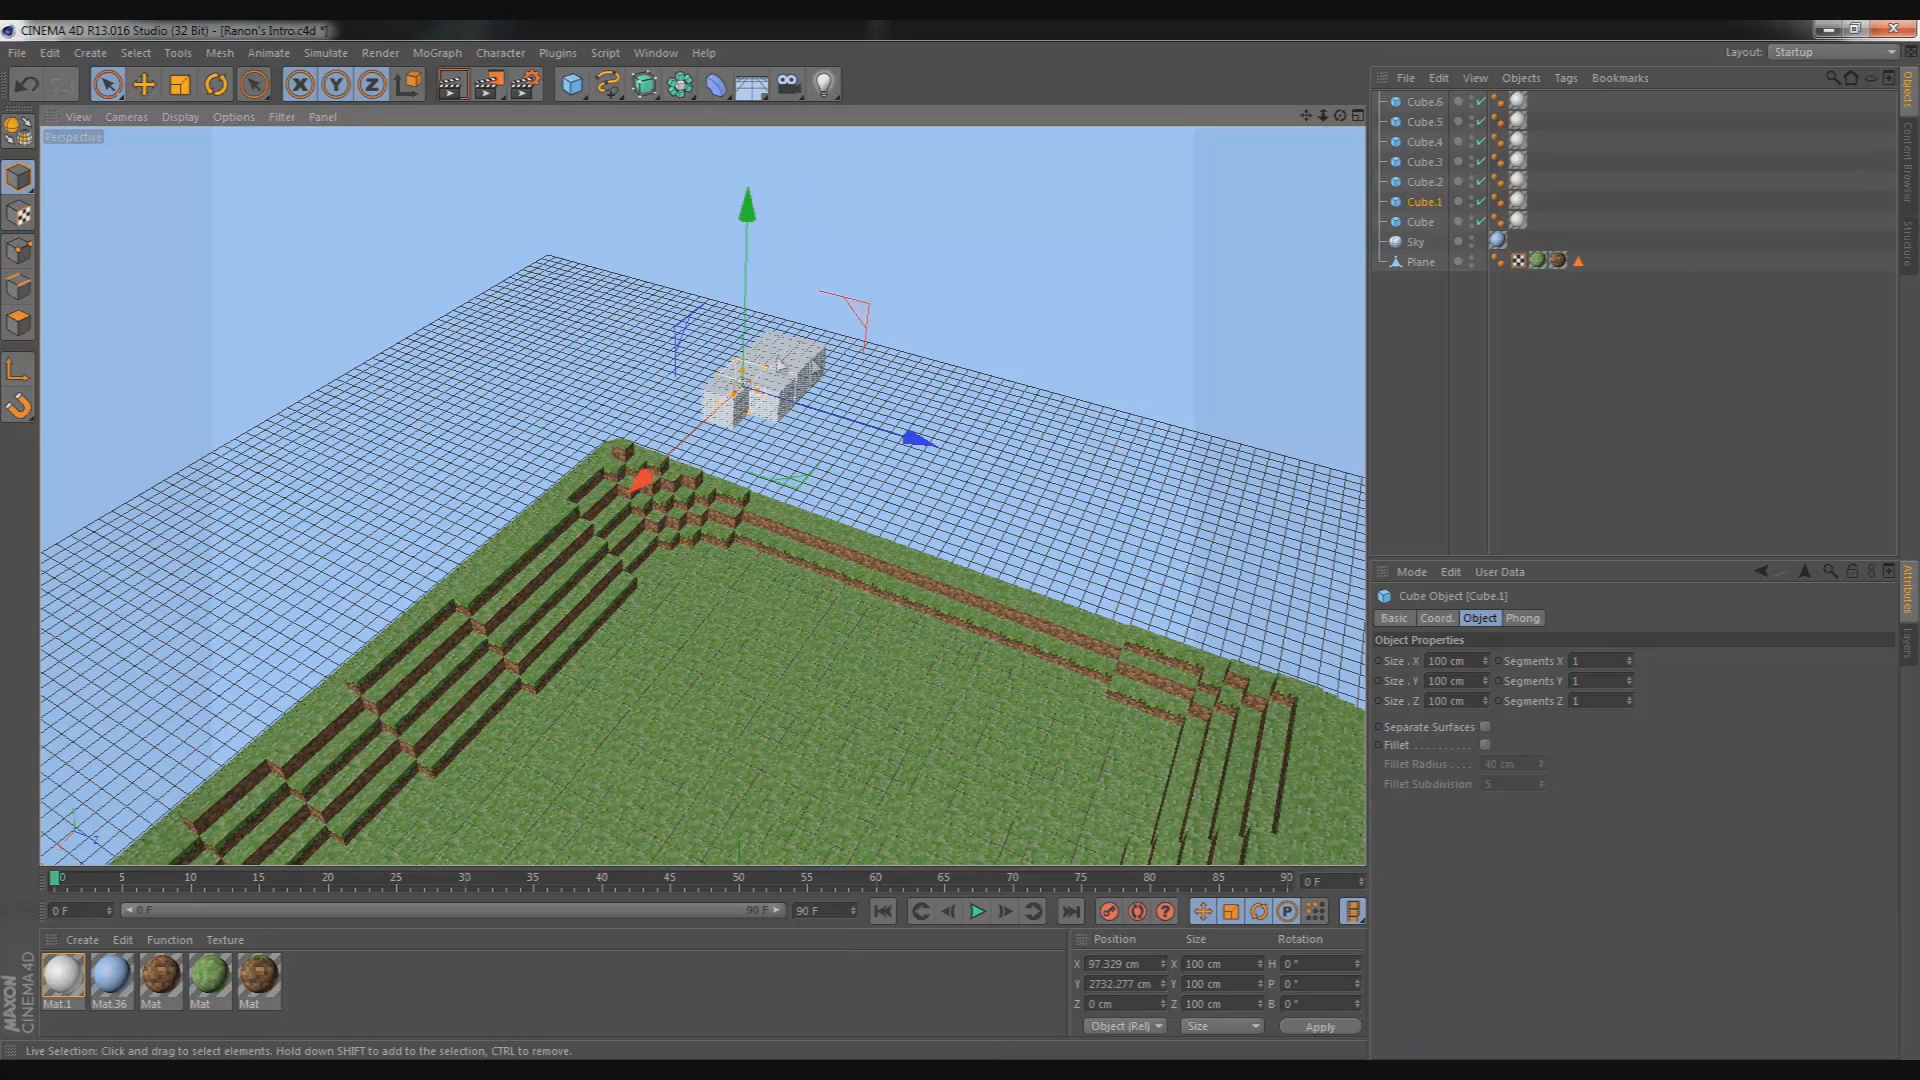 CINEMA 4D R13.016 Studio (32 Bit) - [Ranon's Intro.c4d *]
File Edit Create Select Tools Mesh Animate Simulate Render MoGraph Character Plugins Script Window Help
Layout: Startup
X Y Z
File Edit View Objects Tags Bookmarks
View Cameras Display Options Filter Panel
Perspective
Cube.6
Cube.5
Cube.4
Cube.3
Cube.2
Cube.1
Cube
Sky
Plane
Objects
Content Browser
Structure
Mode Edit User Data
Cube Object [Cube.1]
Basic Coord. Object Phong
Object Properties
Size . X 100 cm Segments X 1
Size . Y 100 cm Segments Y 1
Size . Z 100 cm Segments Z 1
Separate Surfaces
Fillet . . . . . . . . . .
Fillet Radius . . . . 40 cm
Fillet Subdivision 5
Attributes
Layers
0 5 10 15 20 25 30 35 40 45 50 55 60 65 70 75 80 85 90 0 F
0 F 0 F 90 F 90 F
Create Edit Function Texture
Mat.1 Mat.36 Mat Mat Mat
Position Size Rotation
X 97.329 cm X 100 cm H 0 °
Y 2732.277 cm Y 100 cm P 0 °
Z 0 cm Z 100 cm B 0 °
Object (Rel) Size Apply
MAXON
CINEMA 4D
Live Selection: Click and drag to select elements. Hold down SHIFT to add to the selection, CTRL to remove.